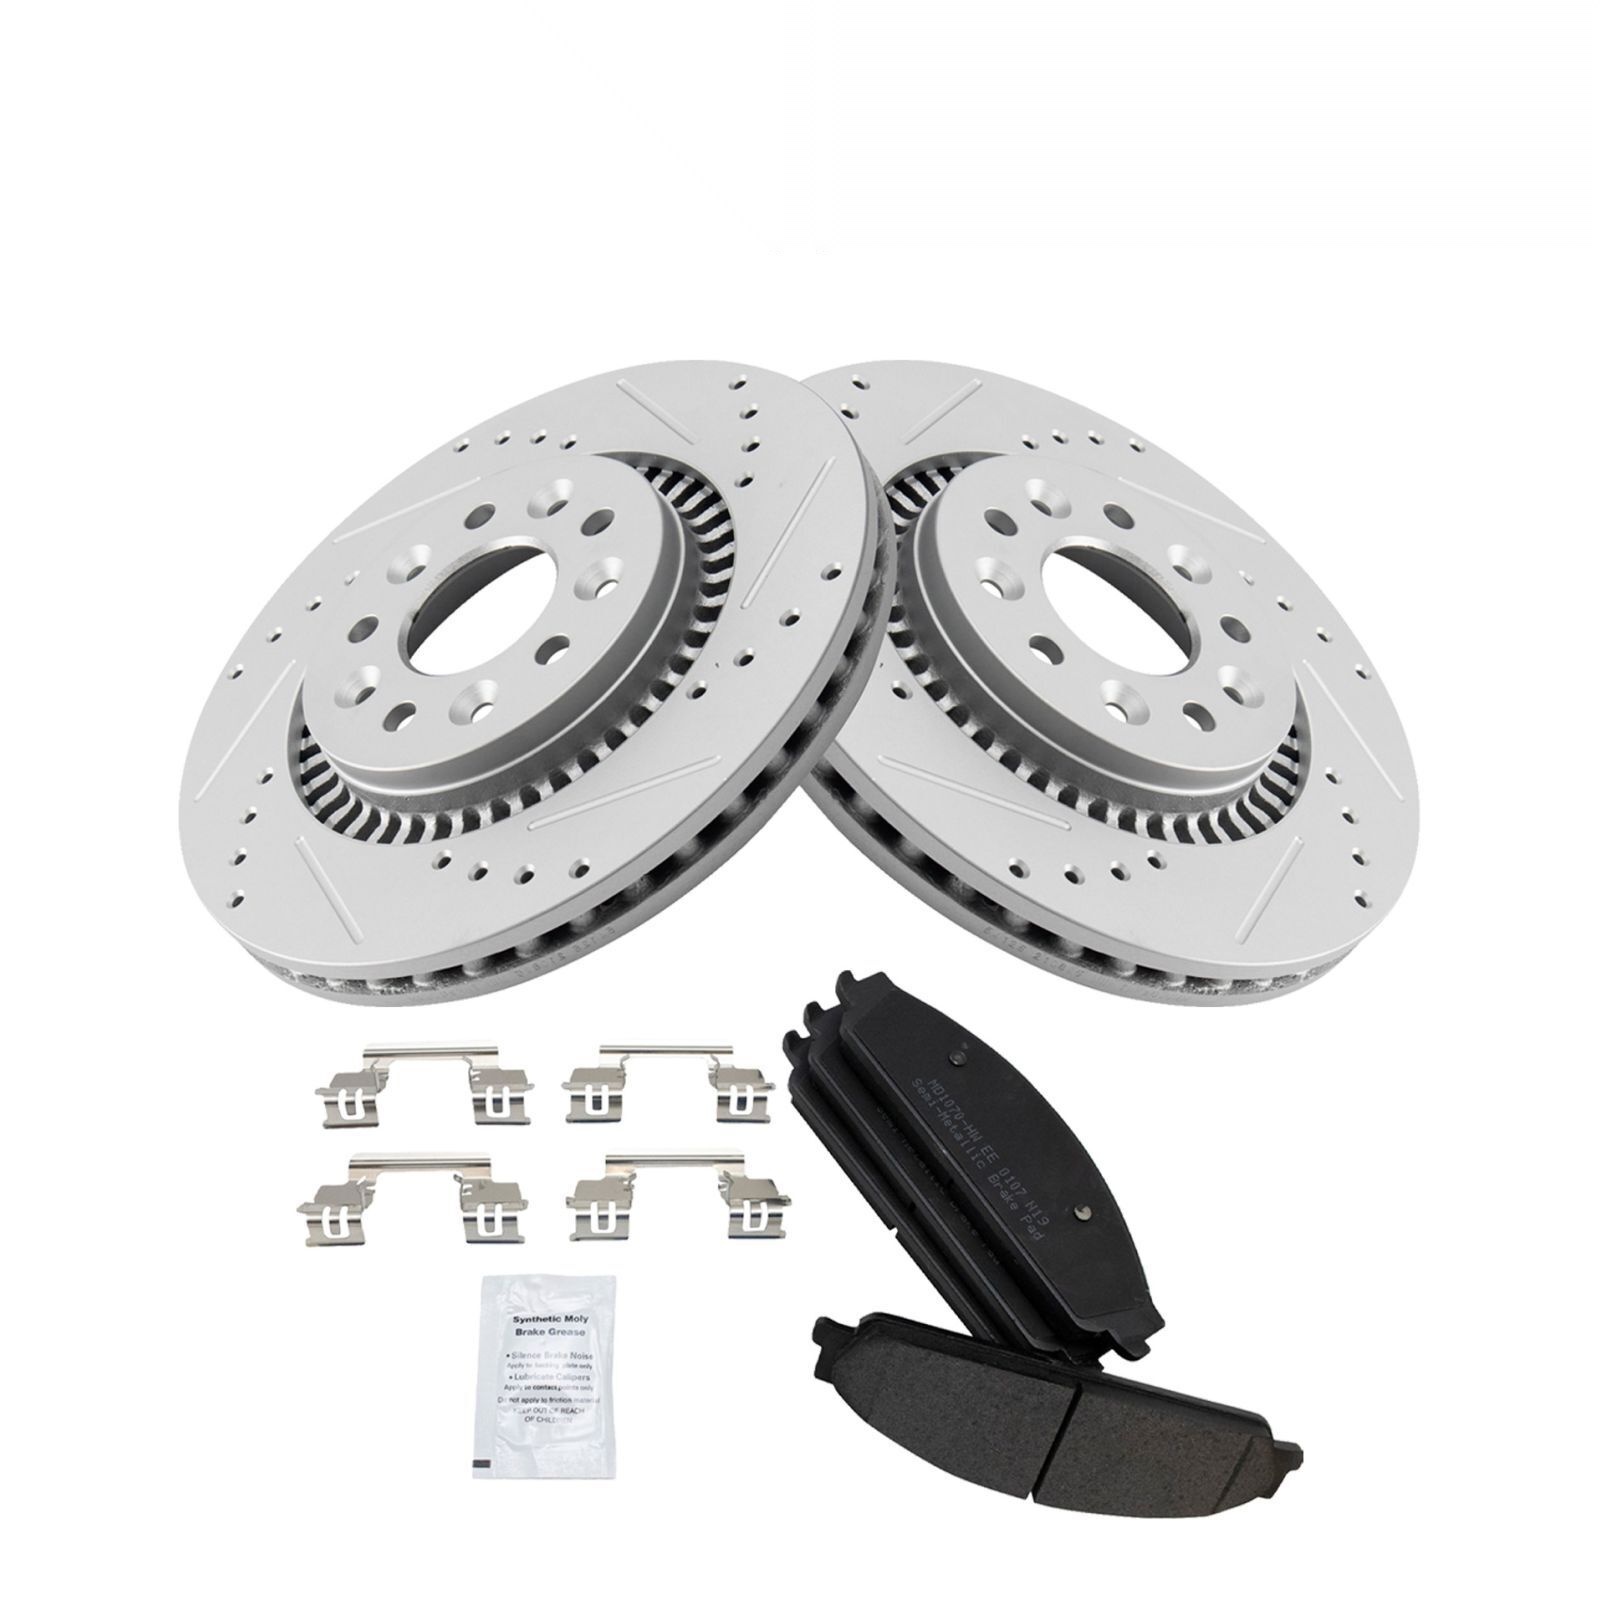 MD1070-HW EE 0107 N19
Semi-Metallic Brake Pad
Synthetic Moly
Brake Grease
• Silence Brake Noise
Apply to backing plate only
• Lubricate Calipers
Apply to contact points only
Do not apply to friction material
KEEP OUT OF REACH
OF CHILDREN